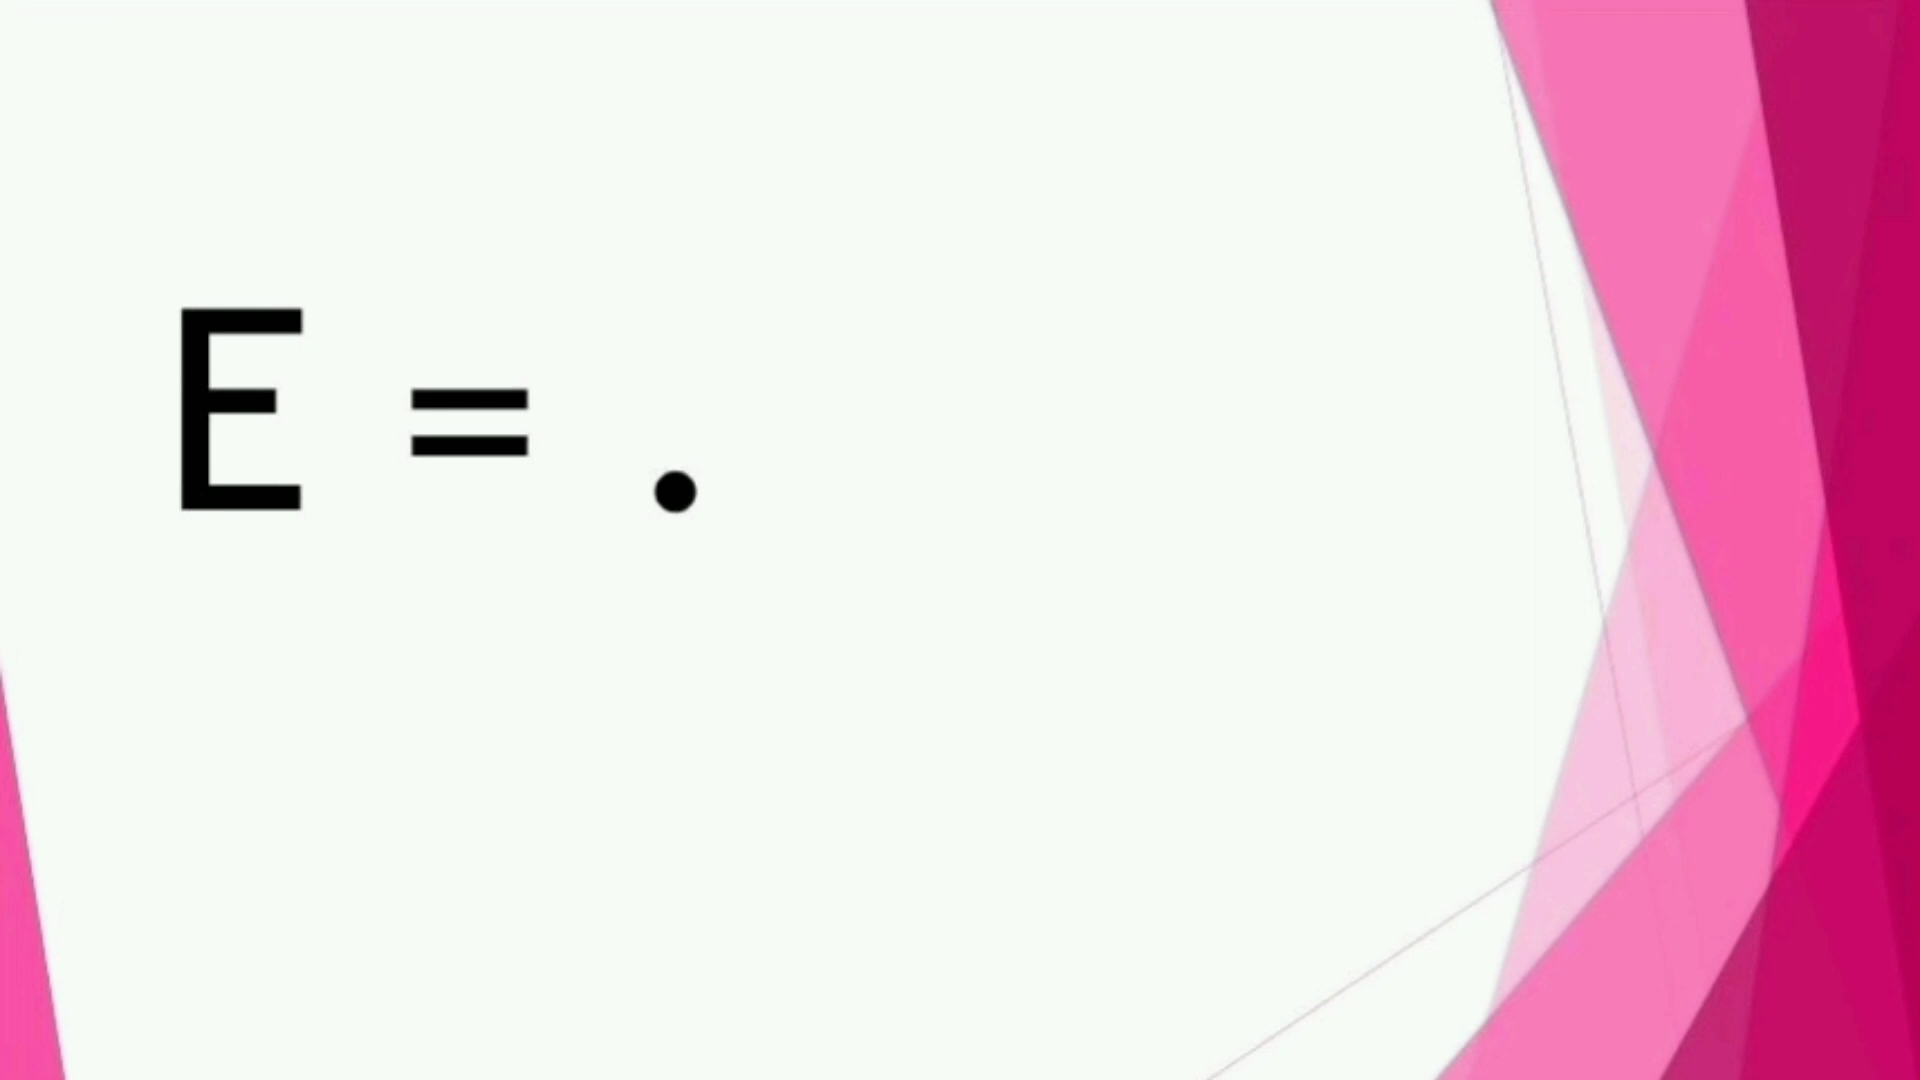 E = .